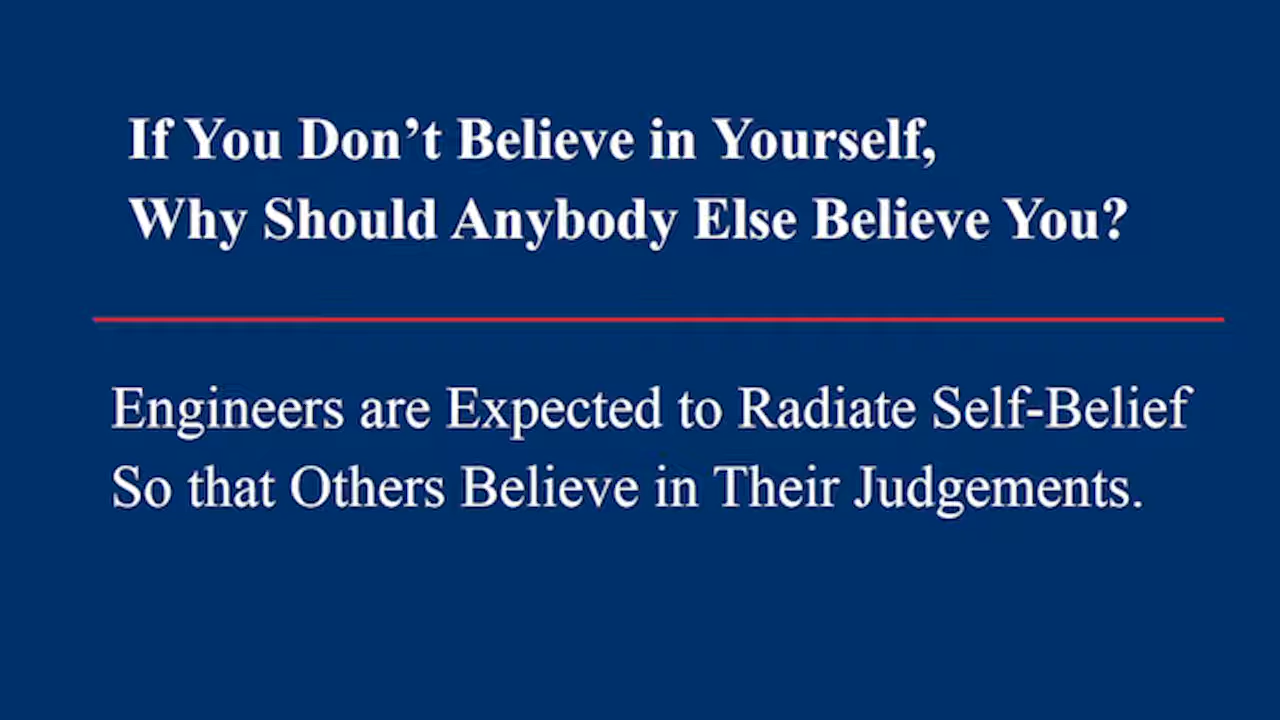 If You Don’t Believe in Yourself,
Why Should Anybody Else Believe You?
Engineers are Expected to Radiate Self-Belief
So that Others Believe in Their Judgements.